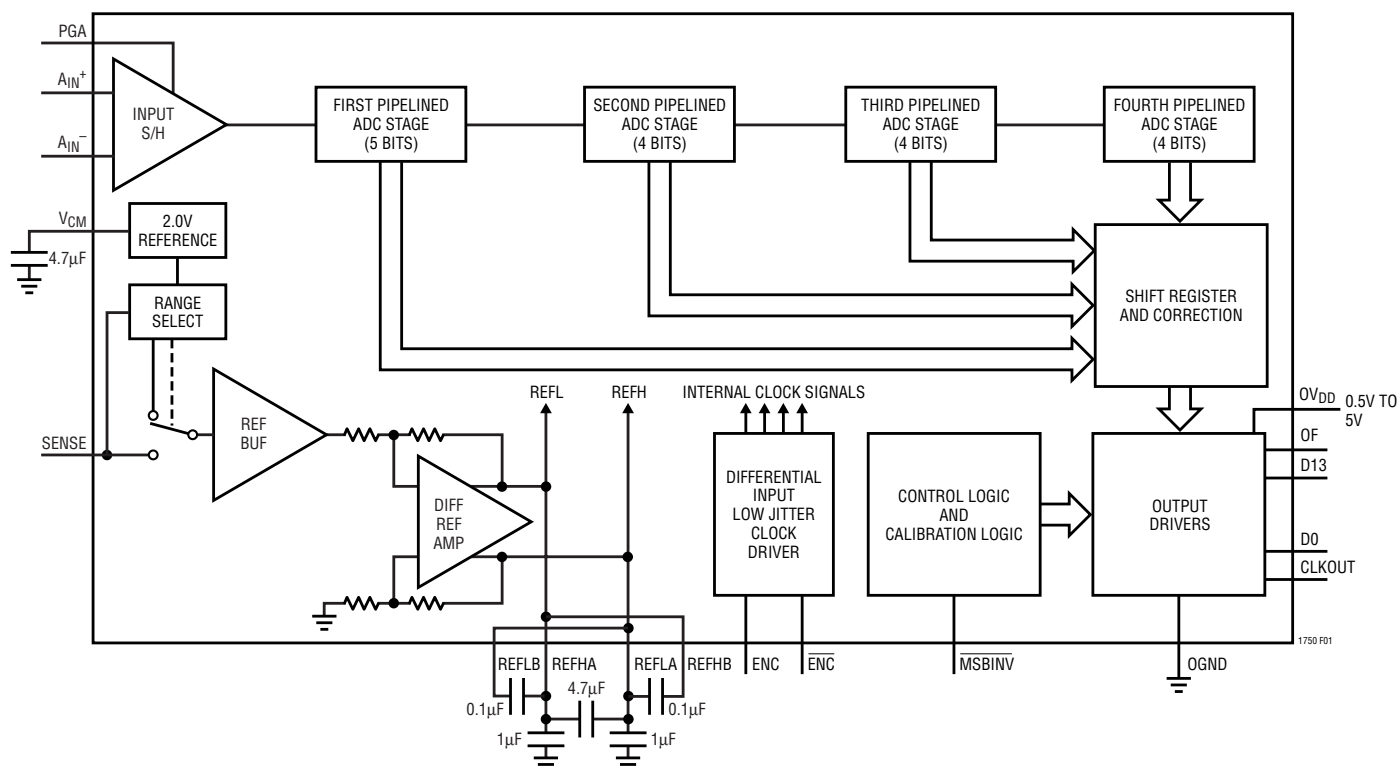 PGA
AIN+
AIN−
INPUT
S/H
FIRST PIPELINED
ADC STAGE
(5 BITS)
SECOND PIPELINED
ADC STAGE
(4 BITS)
THIRD PIPELINED
ADC STAGE
(4 BITS)
FOURTH PIPELINED
ADC STAGE
(4 BITS)
VCM
4.7µF
2.0V
REFERENCE
RANGE
SELECT
SHIFT REGISTER
AND CORRECTION
SENSE
REF
BUF
DIFF
REF
AMP
REFL
REFH
INTERNAL CLOCK SIGNALS
DIFFERENTIAL
INPUT
LOW JITTER
CLOCK
DRIVER
CONTROL LOGIC
AND
CALIBRATION LOGIC
OUTPUT
DRIVERS
OVDD 0.5V TO
5V
OF
D13
D0
CLKOUT
1750 F01
REFLB
REFHA
REFLA
REFHB
ENC
ENC
MSBINV
OGND
4.7µF
0.1µF
0.1µF
1µF
1µF